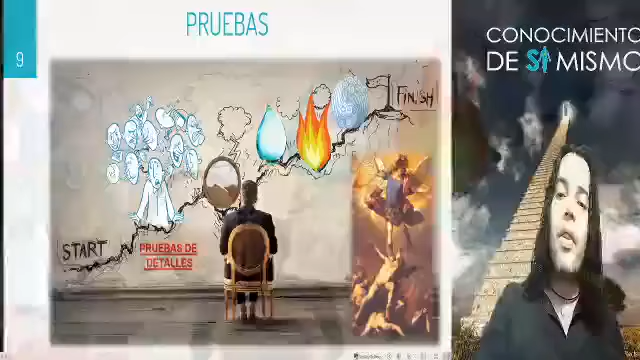 PRUEBAS
9
CONOCIMIENTO
DE SÍ MISMO
FINISH
START
PRUEBAS DE
DETALLES